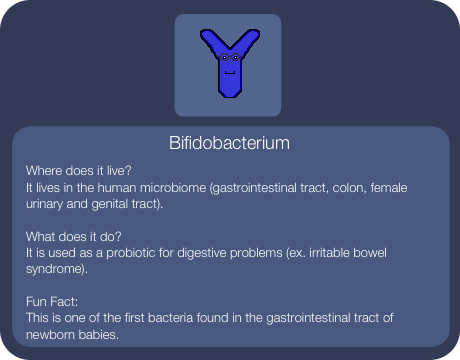 Bifidobacterium
Where does it live?
It lives in the human microbiome (gastrointestinal tract, colon, female
urinary and genital tract).
What does it do?
It is used as a probiotic for digestive problems (ex. irritable bowel
syndrome).
Fun Fact:
This is one of the first bacteria found in the gastrointestinal tract of
newborn babies.